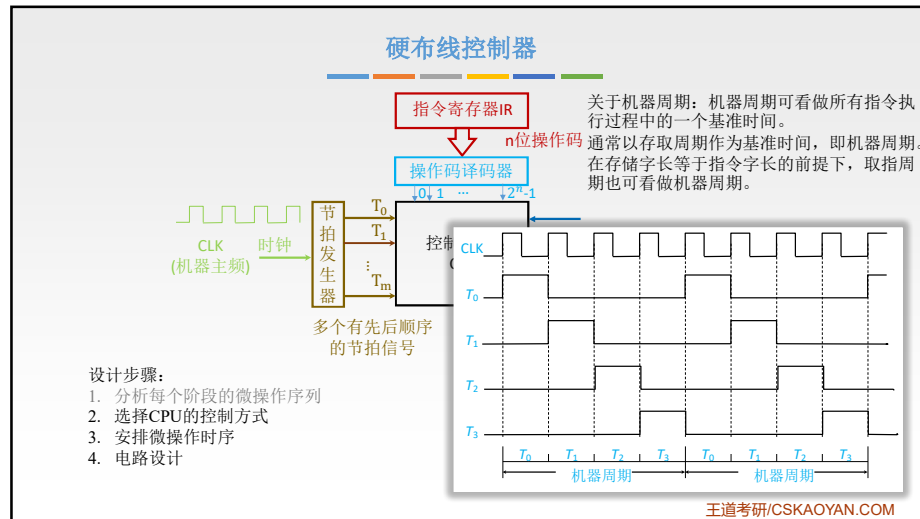 硬布线控制器
指令寄存器IR
n位操作码
操作码译码器
0 1 … 2ⁿ-1
关于机器周期：机器周期可看做所有指令执
行过程中的一个基准时间。
通常以存取周期作为基准时间，即机器周期。
在存储字长等于指令字长的前提下，取指周
期也可看做机器周期。
CLK
(机器主频)
时钟
节拍发生器
T₀
T₁
…
Tₘ
控制
多个有先后顺序
的节拍信号
设计步骤：
1. 分析每个阶段的微操作序列
2. 选择CPU的控制方式
3. 安排微操作时序
4. 电路设计
CLK
T₀
T₁
T₂
T₃
T₀ T₁ T₂ T₃ T₀ T₁ T₂ T₃
机器周期 机器周期
王道考研/CSKAOYAN.COM